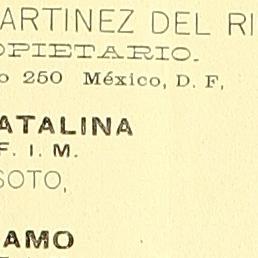 ARTINEZ DEL RI
OPIETARIO.
o 250 México, D. F,
ATALINA
F. I. M.
SOTO,
AMO